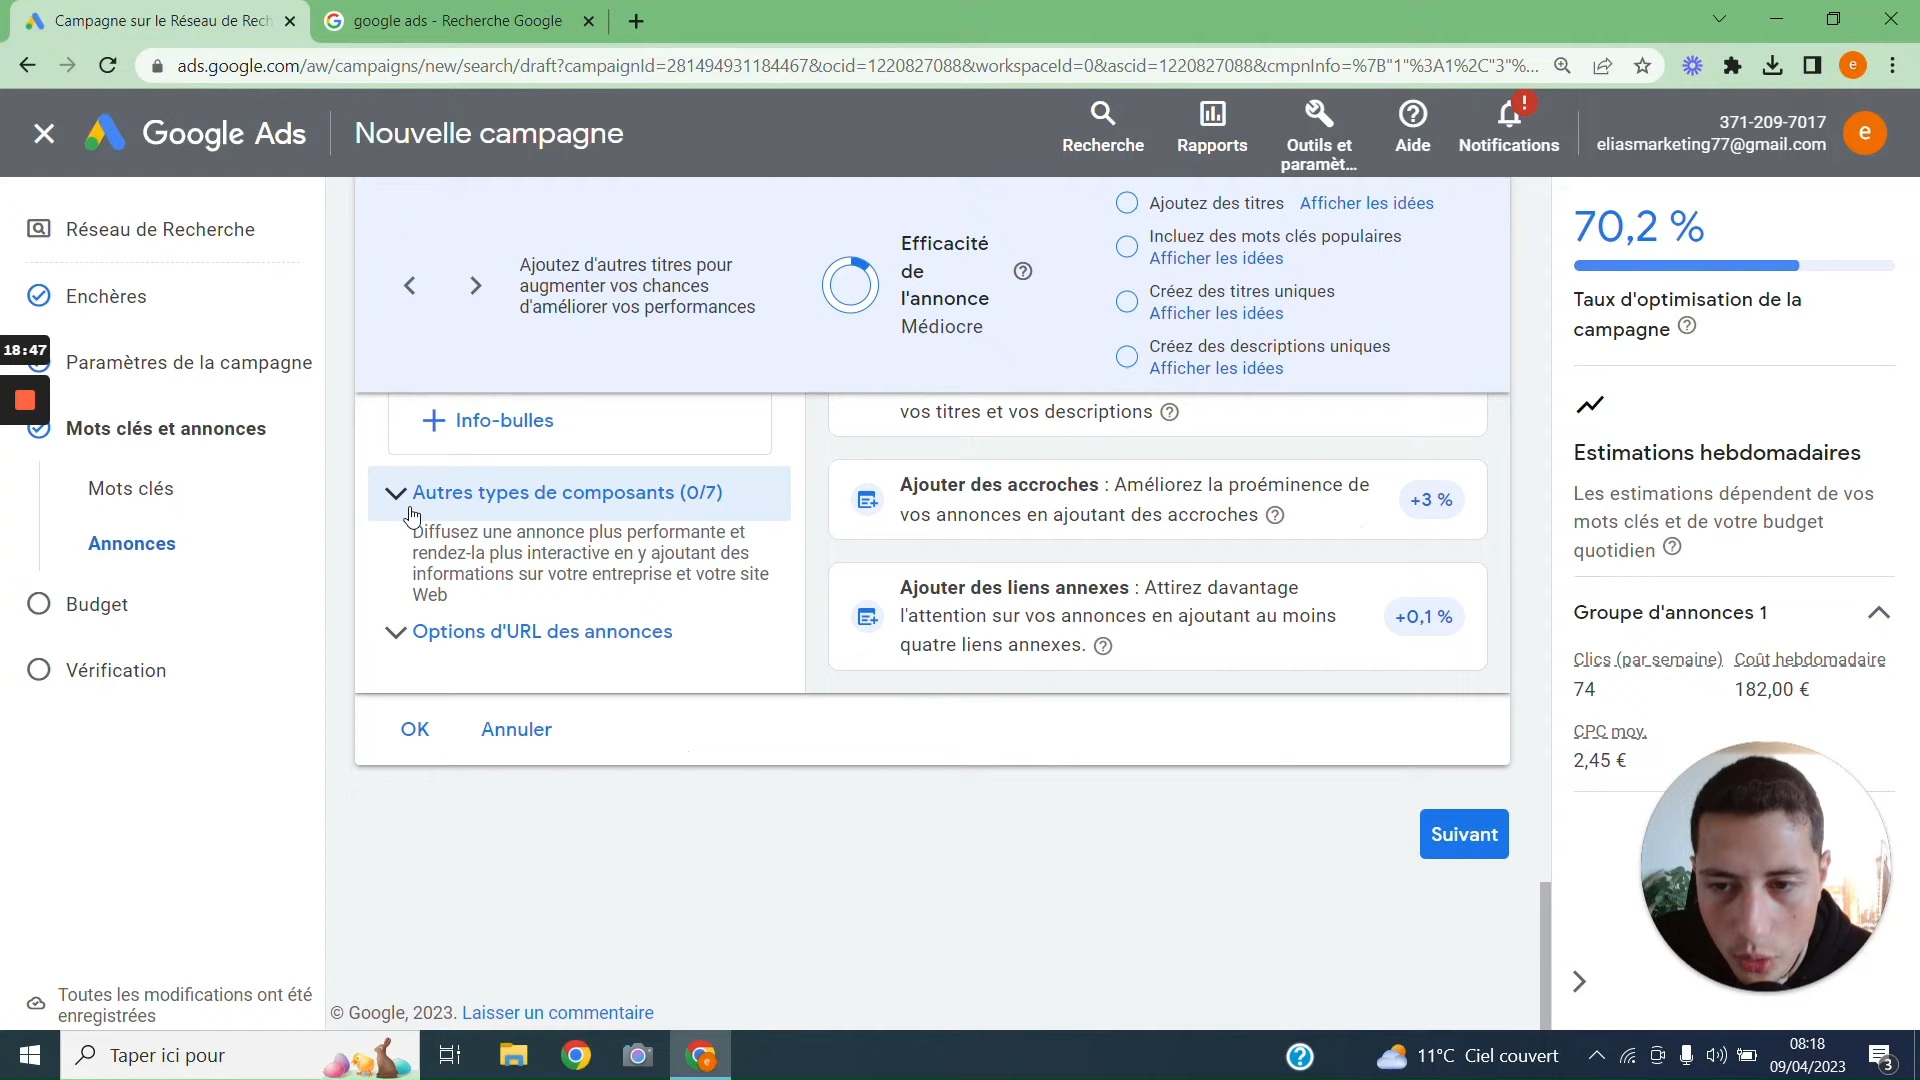 Campagne sur le Réseau de Rech
google ads - Recherche Google
ads.google.com/aw/campaigns/new/search/draft?campaignId=281494931184467&ocid=1220827088&workspaceId=0&ascid=1220827088&cmpnInfo=%7B"1"%3A1%2C"3"%...
e
Google Ads
Nouvelle campagne
Recherche
Rapports
Outils et
paramèt...
Aide
!
Notifications
371-209-7017
eliasmarketing77@gmail.com
e
Réseau de Recherche
Enchères
18:47
Paramètres de la campagne
Mots clés et annonces
Mots clés
Annonces
Budget
Vérification
Toutes les modifications ont été
enregistrées
Ajoutez d'autres titres pour
augmenter vos chances
d'améliorer vos performances
Efficacité
de
l'annonce
Médiocre
Ajoutez des titres Afficher les idées
Incluez des mots clés populaires
Afficher les idées
Créez des titres uniques
Afficher les idées
Créez des descriptions uniques
Afficher les idées
Info-bulles
Autres types de composants (0/7)
Diffusez une annonce plus performante et
rendez-la plus interactive en y ajoutant des
informations sur votre entreprise et votre site
Web
Options d'URL des annonces
vos titres et vos descriptions
Ajouter des accroches : Améliorez la proéminence de
vos annonces en ajoutant des accroches
+3 %
Ajouter des liens annexes : Attirez davantage
l'attention sur vos annonces en ajoutant au moins
quatre liens annexes.
+0,1 %
OK
Annuler
Suivant
© Google, 2023. Laisser un commentaire
70,2 %
Taux d'optimisation de la
campagne
Estimations hebdomadaires
Les estimations dépendent de vos
mots clés et de votre budget
quotidien
Groupe d'annonces 1
Clics (par semaine) Coût hebdomadaire
74 182,00 €
CPC moy.
2,45 €
Taper ici pour
11°C Ciel couvert
08:18
09/04/2023
3